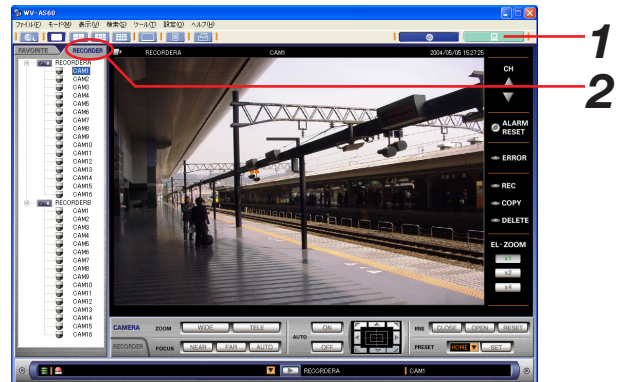 WV-AS60
ファイル(F) モード(M) 表示(V) 検索(S) ツール(T) 設定(O) ヘルプ(H)
1
FAVORITE RECORDER
RECORDERA CAM1 2004/05/05 15:27:25
2
RECORDERA
CAM1
CAM2
CAM3
CAM4
CAM5
CAM6
CAM7
CAM8
CAM9
CAM10
CAM11
CAM12
CAM13
CAM14
CAM15
CAM16
RECORDERB
CAM1
CAM2
CAM3
CAM4
CAM5
CAM6
CAM7
CAM8
CAM9
CAM10
CAM11
CAM12
CAM13
CAM14
CAM15
CAM16
CH
ALARM
RESET
ERROR
REC
COPY
DELETE
EL-ZOOM
x1
x2
x4
CAMERA ZOOM WIDE TELE AUTO ON IRIS CLOSE OPEN RESET
RECORDER FOCUS NEAR FAR AUTO OFF PRESET HOME SET
RECORDERA CAM1